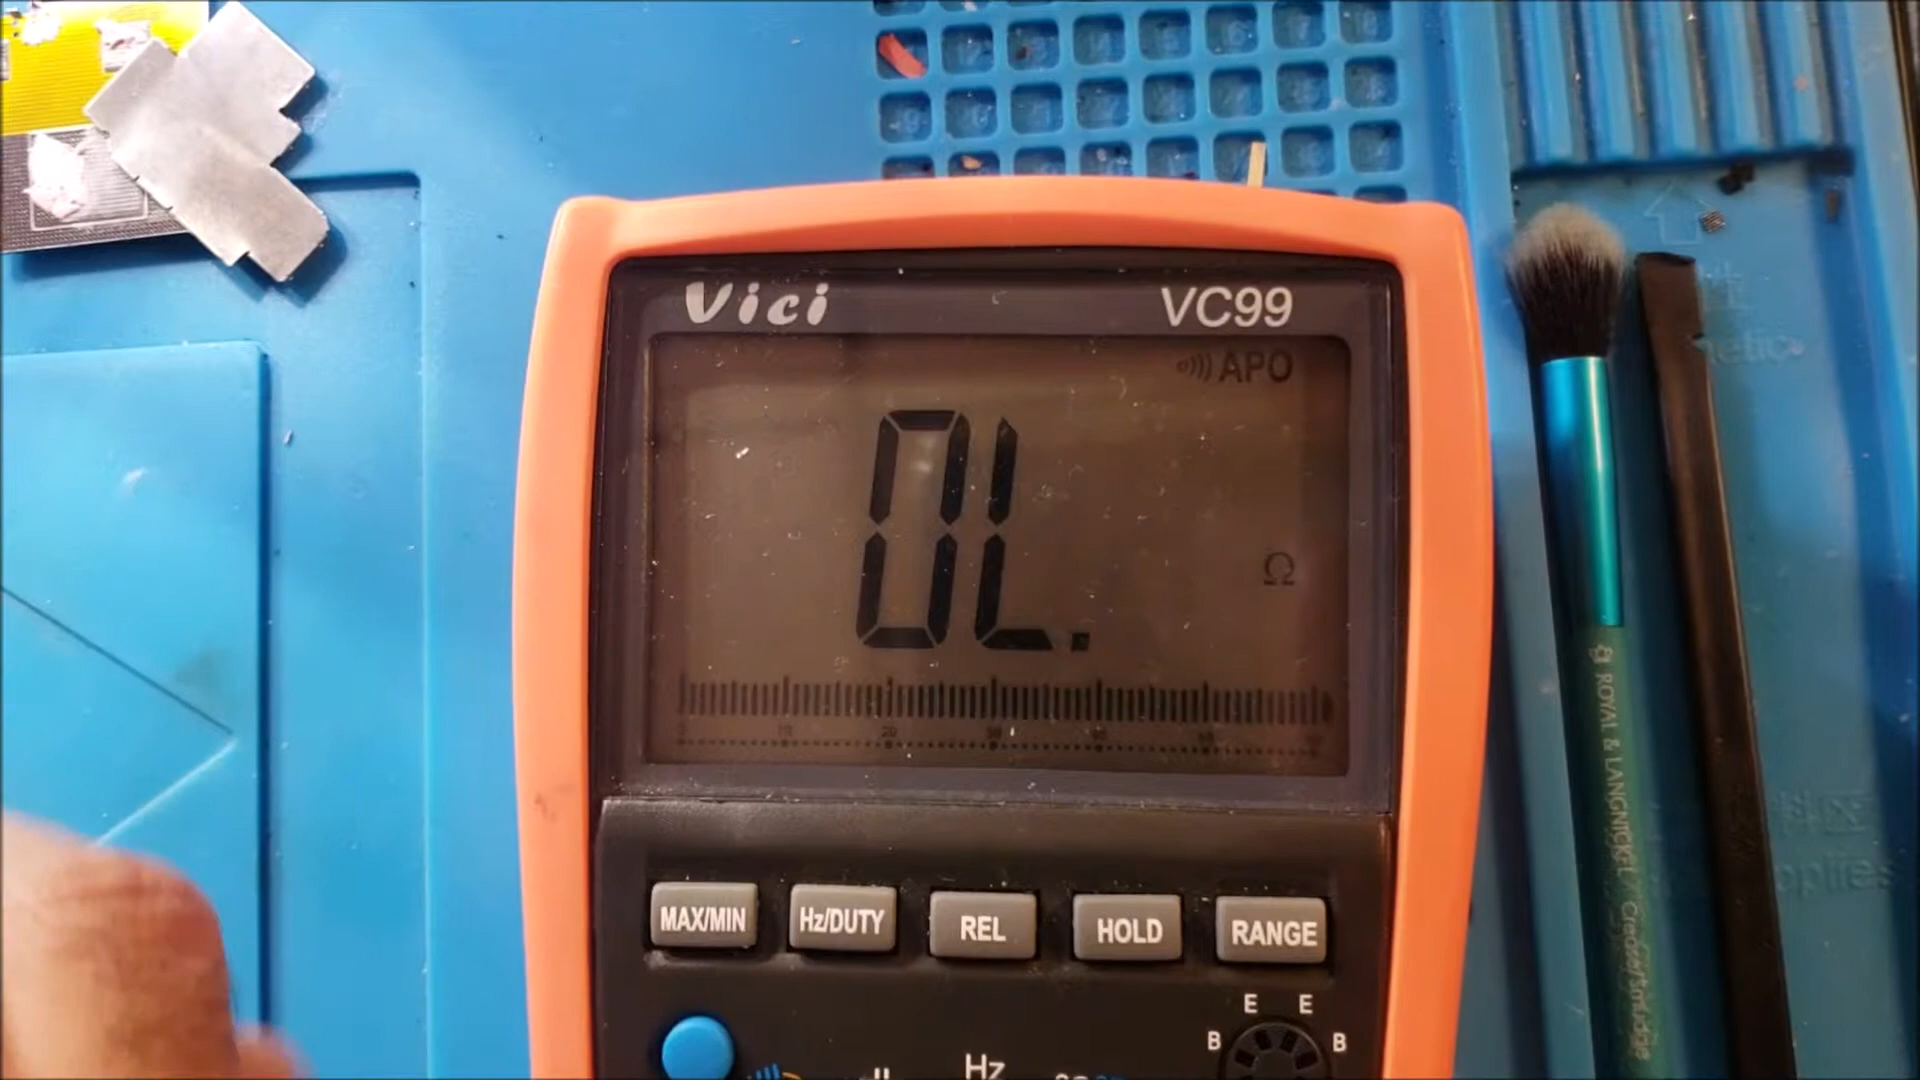 Vici VC99
APO
OL.
Ω
MAX/MIN Hz/DUTY REL HOLD RANGE
E E
B B
Hz
ROYAL & LANGNICKEL